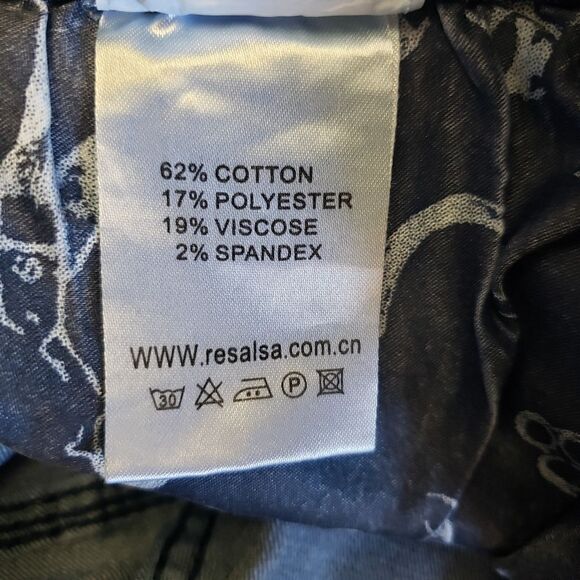 62% COTTON
17% POLYESTER
19% VISCOSE
2% SPANDEX
WWW.resalsa.com.cn
30 P